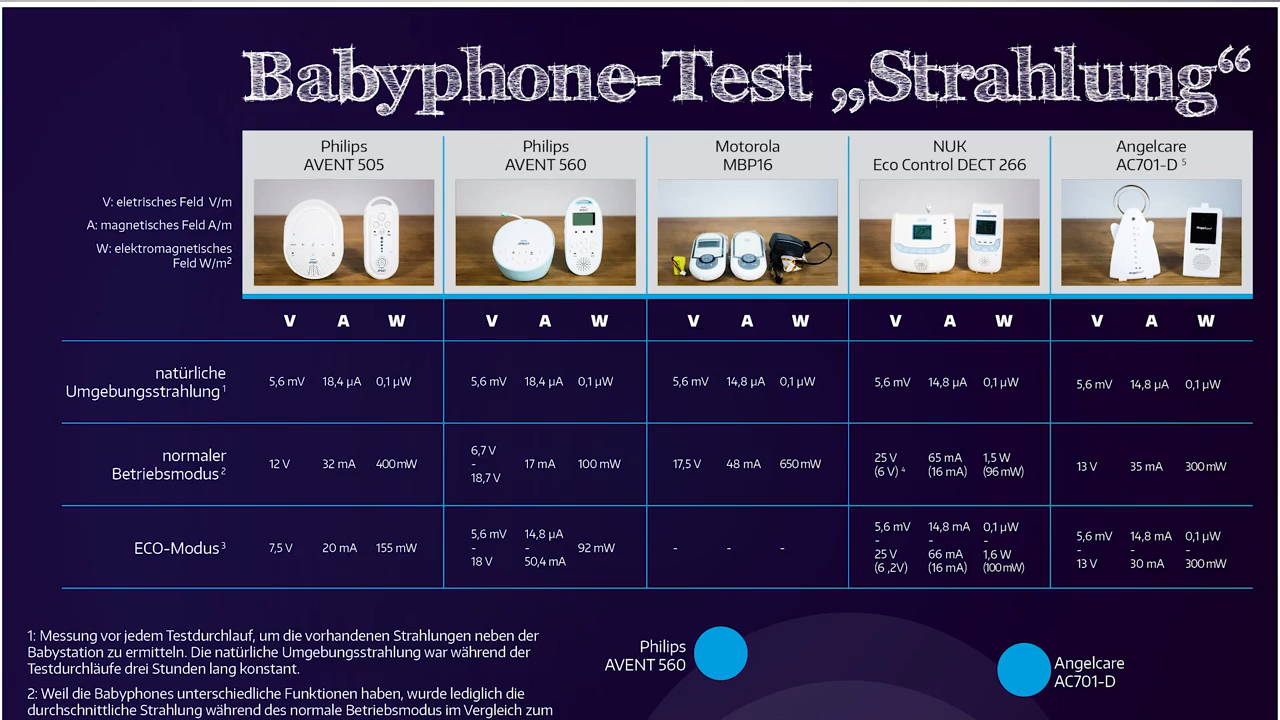 Babyphone-Test „Strahlung“
Philips
AVENT 505
Philips
AVENT 560
Motorola
MBP16
NUK
Eco Control DECT 266
Angelcare
AC701-D 5
V: eletrisches Feld V/m
A: magnetisches Feld A/m
W: elektromagnetisches
Feld W/m²
V A W V A W V A W V A W V A W
natürliche
Umgebungsstrahlung 1
5,6 mV 18,4 µA 0,1 µW 5,6 mV 18,4 µA 0,1 µW 5,6 mV 14,8 µA 0,1 µW 5,6 mV 14,8 µA 0,1 µW 5,6 mV 14,8 µA 0,1 µW
normaler
Betriebsmodus 2
12 V 32 mA 400 mW
6,7 V
-
18,7 V
17 mA 100 mW
17,5 V 48 mA 650 mW
25 V 65 mA 1,5 W
(6 V) 4 (16 mA) (96 mW)
13 V 35 mA 300 mW
ECO-Modus 3
7,5 V 20 mA 155 mW
5,6 mV 14,8 µA
- -
18 V 50,4 mA
92 mW
- - -
5,6 mV 14,8 mA 0,1 µW
- - -
25 V 66 mA 1,6 W
(6 ,2V) (16 mA) (100 mW)
5,6 mV 14,8 mA 0,1 µW
- - -
13 V 30 mA 300 mW
1: Messung vor jedem Testdurchlauf, um die vorhandenen Strahlungen neben der
Babystation zu ermitteln. Die natürliche Umgebungsstrahlung war während der
Testdurchläufe drei Stunden lang konstant.
2: Weil die Babyphones unterschiedliche Funktionen haben, wurde lediglich die
durchschnittliche Strahlung während des normale Betriebsmodus im Vergleich zum
Philips
AVENT 560
Angelcare
AC701-D